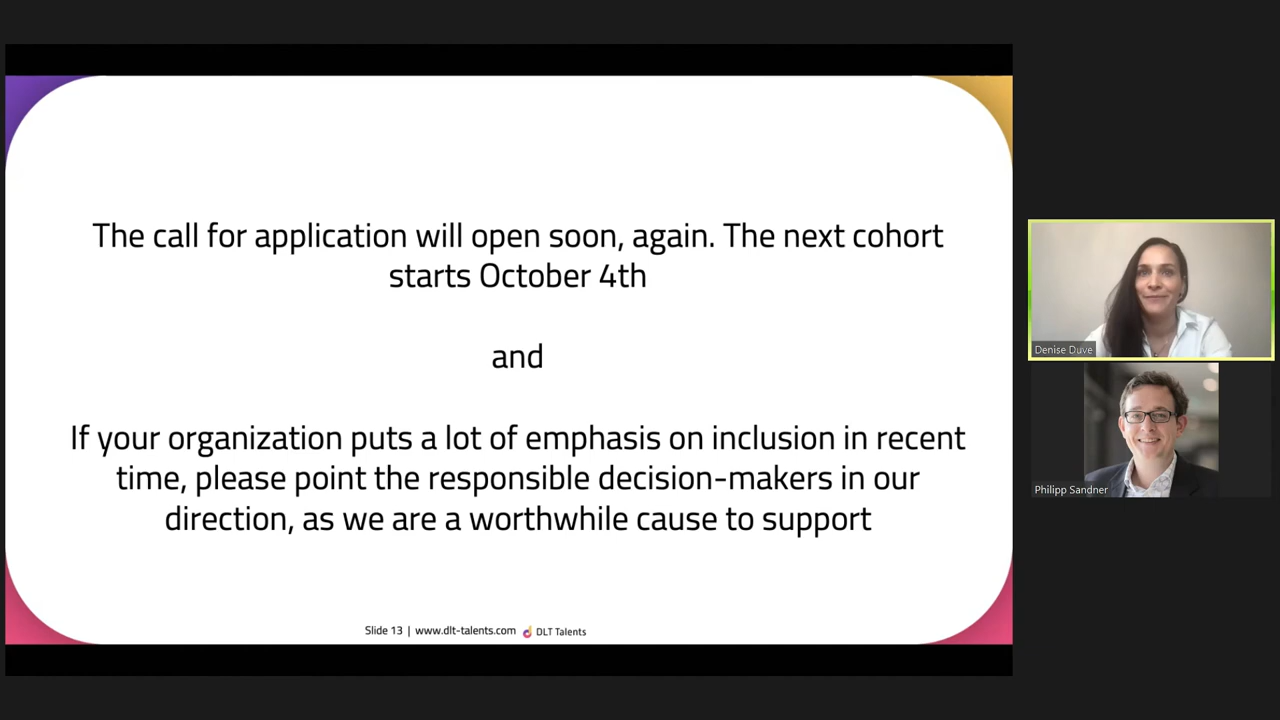 The call for application will open soon, again. The next cohort
starts October 4th
and
If your organization puts a lot of emphasis on inclusion in recent
time, please point the responsible decision-makers in our
direction, as we are a worthwhile cause to support
Slide 13 | www.dlt-talents.com DLT Talents
Denise Duve
Philipp Sandner